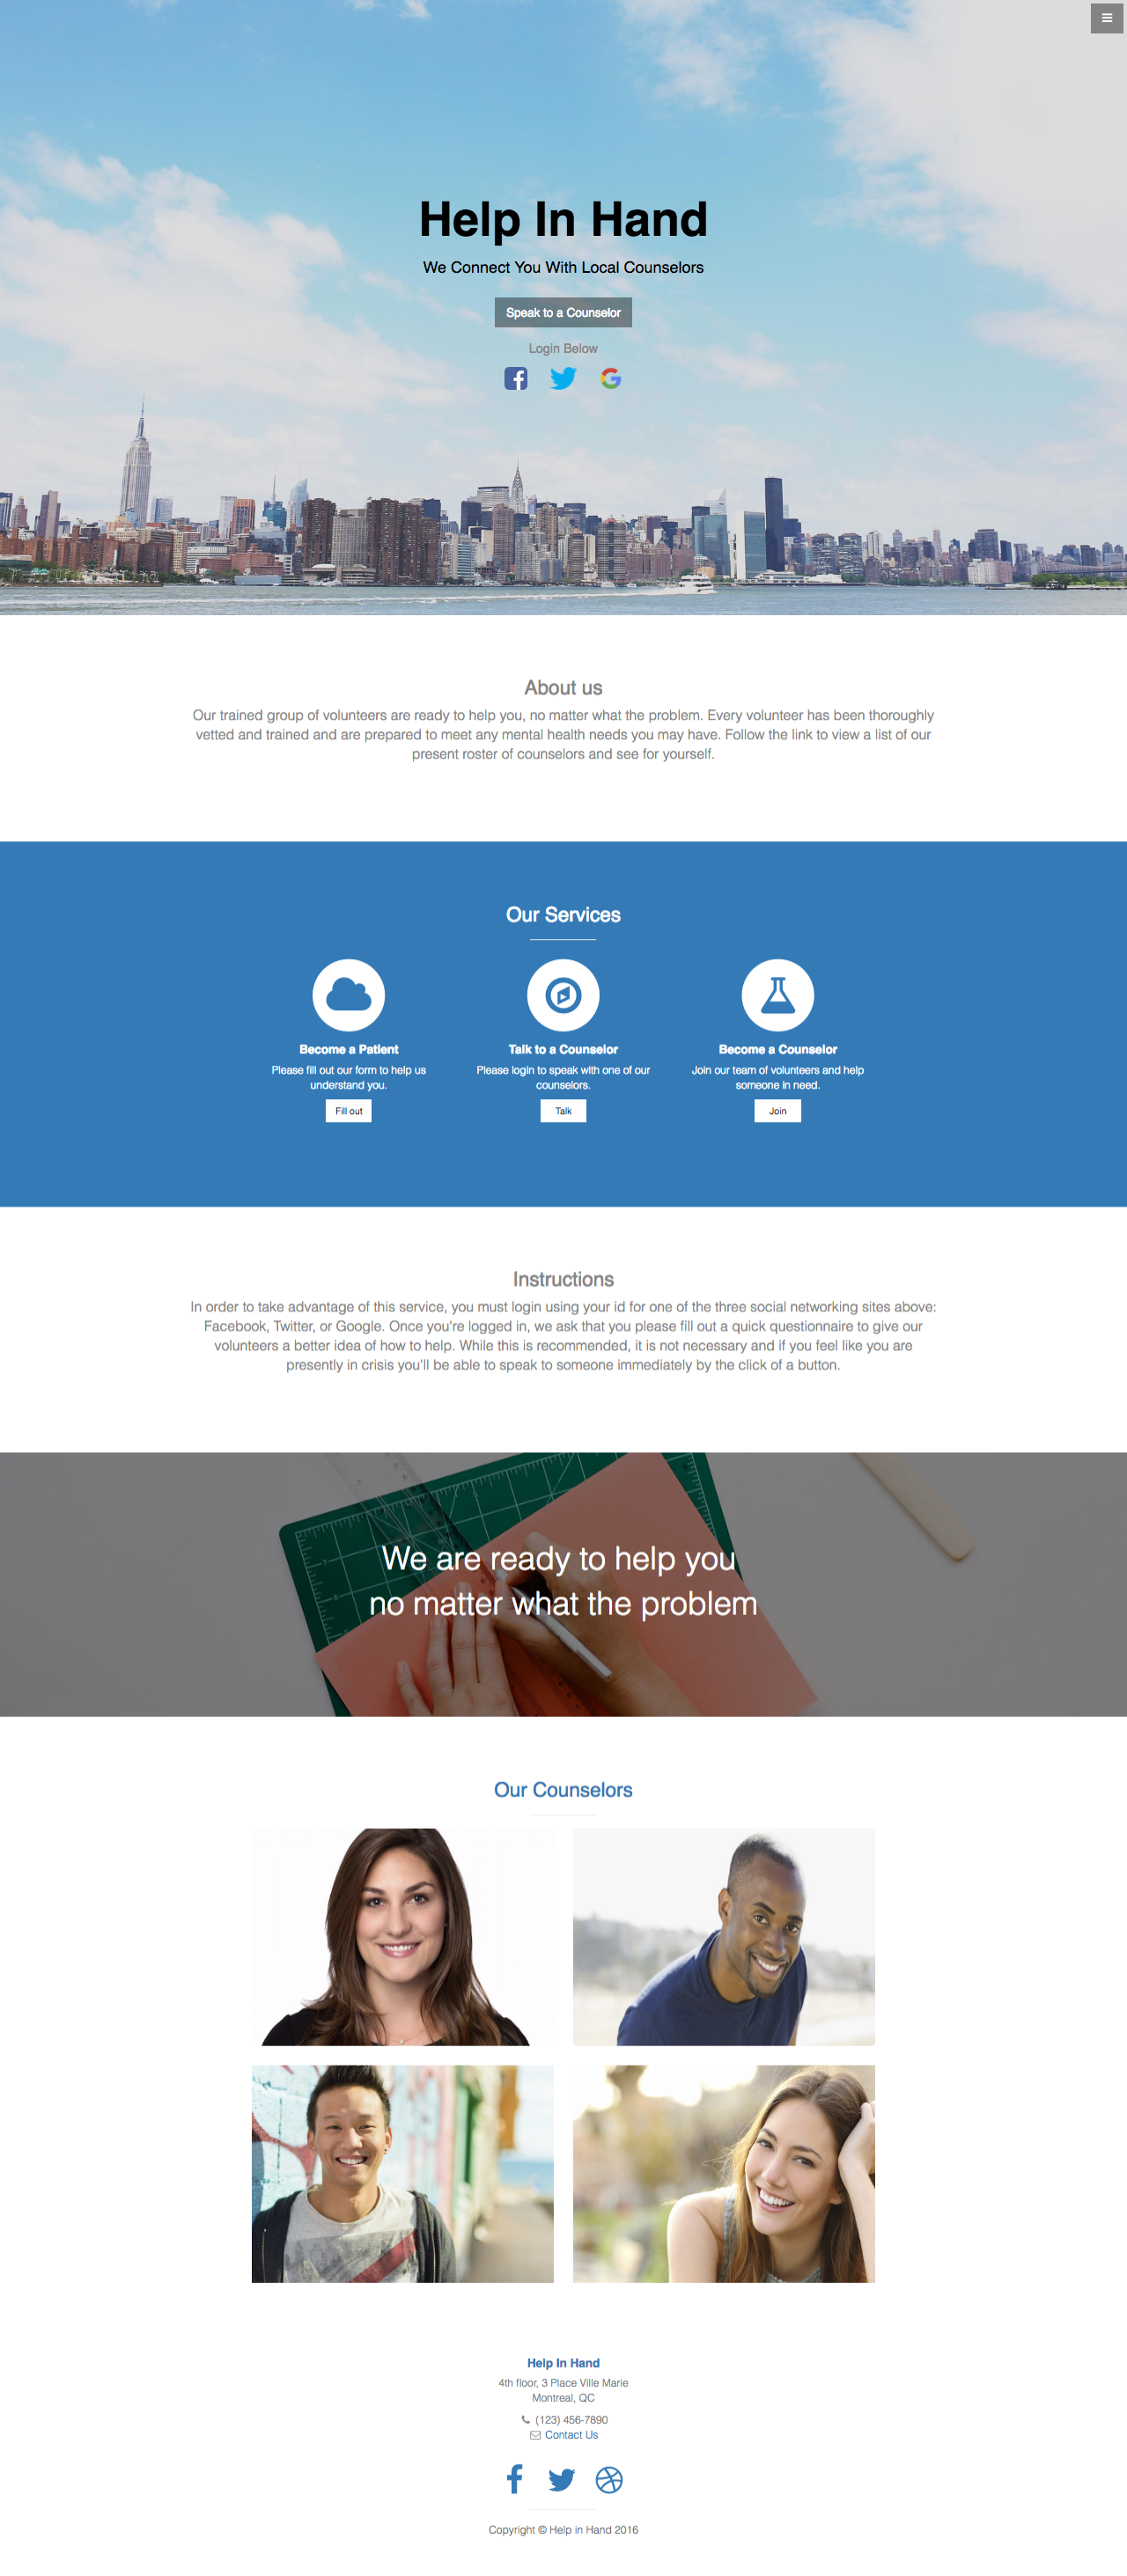 Help In Hand
We Connect You With Local Counselors
Speak to a Counselor
Login Below
About us
Our trained group of volunteers are ready to help you, no matter what the problem. Every volunteer has been thoroughly
vetted and trained and are prepared to meet any mental health needs you may have. Follow the link to view a list of our
present roster of counselors and see for yourself.
Our Services
Become a Patient
Please fill out our form to help us
understand you.
Fill out
Talk to a Counselor
Please login to speak with one of our
counselors.
Talk
Become a Counselor
Join our team of volunteers and help
someone in need.
Join
Instructions
In order to take advantage of this service, you must login using your id for one of the three social networking sites above:
Facebook, Twitter, or Google. Once you're logged in, we ask that you please fill out a quick questionnaire to give our
volunteers a better idea of how to help. While this is recommended, it is not necessary and if you feel like you are
presently in crisis you'll be able to speak to someone immediately by the click of a button.
We are ready to help you
no matter what the problem
Our Counselors
Help In Hand
4th floor, 3 Place Ville Marie
Montreal, QC
(123) 456-7890
Contact Us
Copyright © Help in Hand 2016